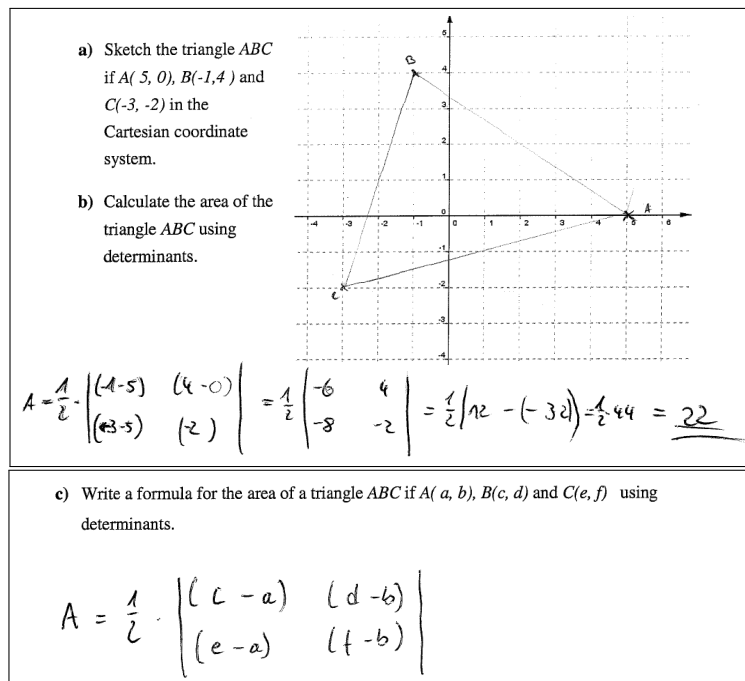 a) Sketch the triangle ABC
if A( 5, 0), B(-1,4 ) and
C(-3, -2) in the
Cartesian coordinate
system.
b) Calculate the area of the
triangle ABC using
determinants.
5
B
4
3
2
1
0
A
-4 -3 -2 -1 0 1 2 3 4 5 6
-1
-2
C
-3
-4
A = 1/2 · |(-1-5) (4-0)| = 1/2 |-6 4| = 1/2 |12 - (-32)| = 1/2 · 44 = 22
|(-3-5) (-2)| |-8 -2|
c) Write a formula for the area of a triangle ABC if A( a, b), B(c, d) and C(e, f) using
determinants.
A = 1/2 · |(c-a) (d-b)|
|(e-a) (f-b)|